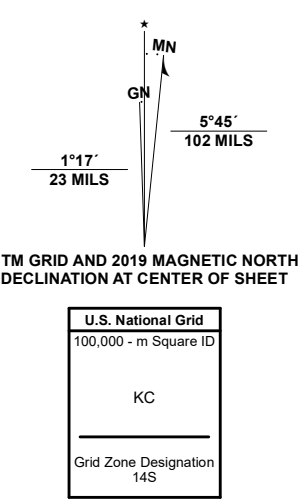 ★
MN
GN
5°45´
102 MILS
1°17´
23 MILS
TM GRID AND 2019 MAGNETIC NORTH
DECLINATION AT CENTER OF SHEET
U.S. National Grid
100,000 - m Square ID
KC
Grid Zone Designation
14S